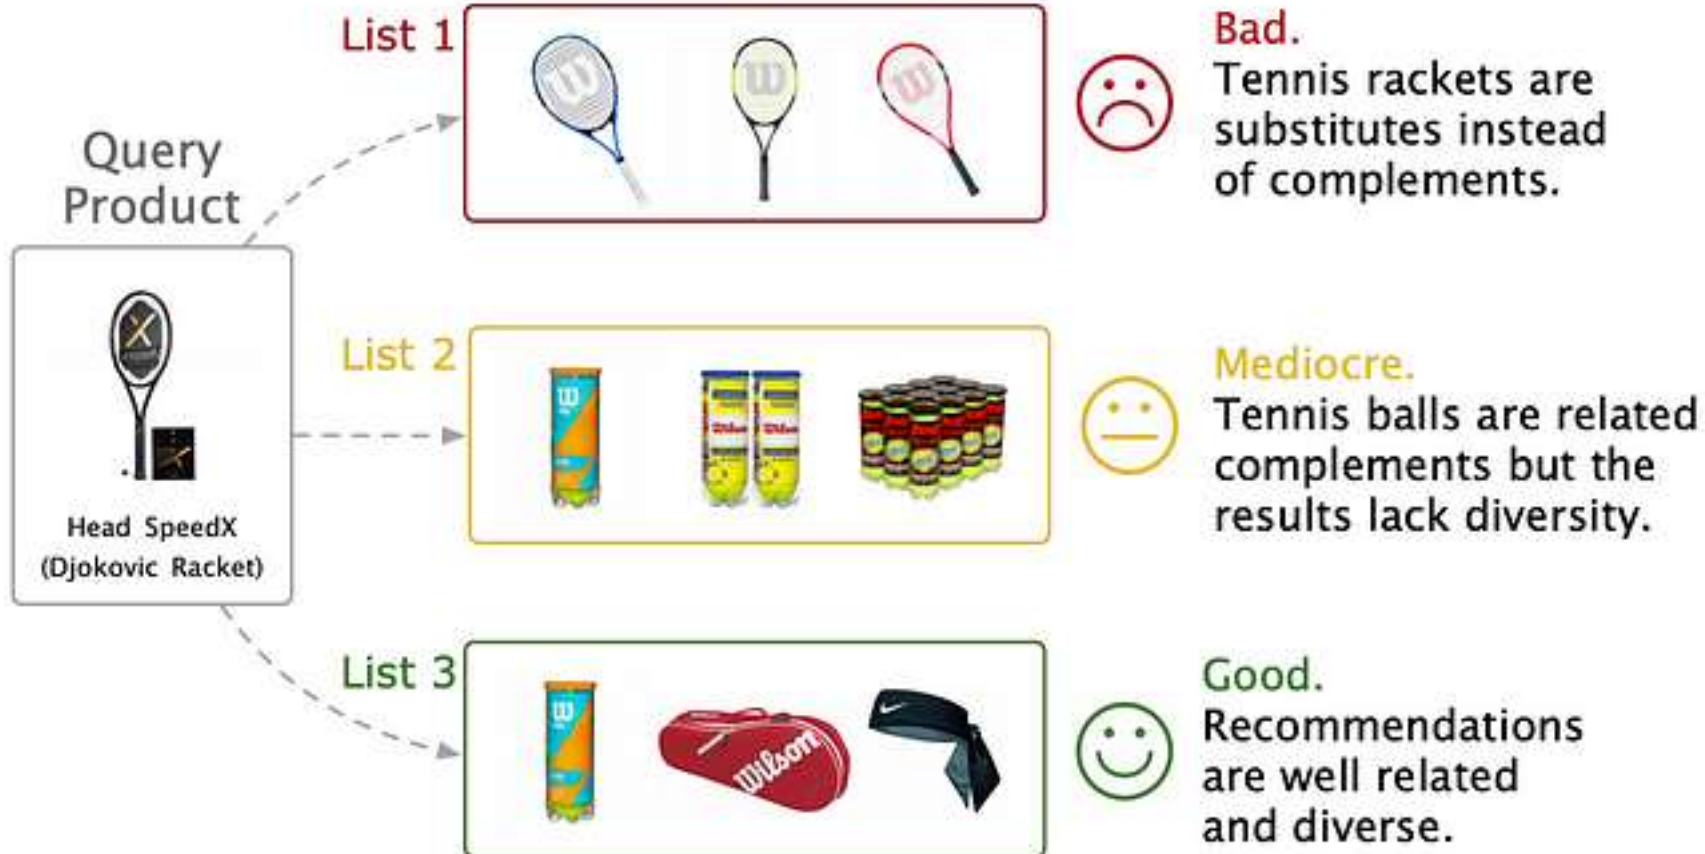 Query
Product
Head SpeedX
(Djokovic Racket)
List 1
W
W
W
Bad.
Tennis rackets are
substitutes instead
of complements.
List 2
W
Wilson
Wilson
Mediocre.
Tennis balls are related
complements but the
results lack diversity.
List 3
W
Wilson
Good.
Recommendations
are well related
and diverse.